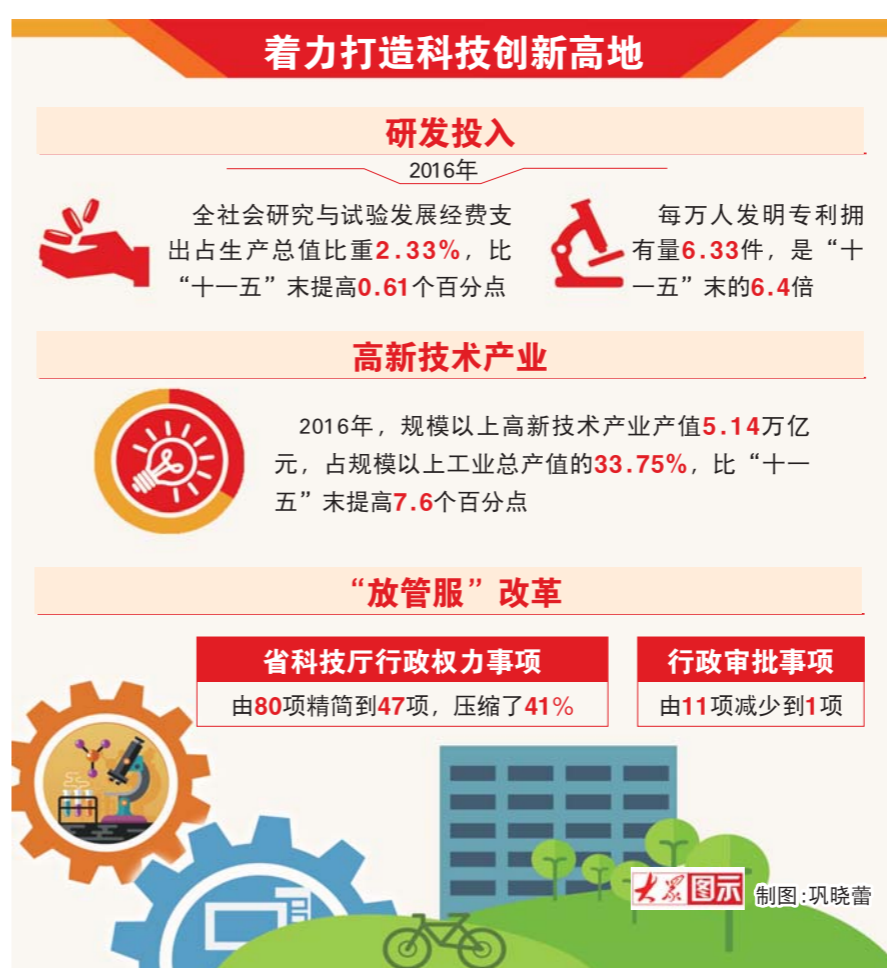 着力打造科技创新高地
研发投入
2016年
全社会研究与试验发展经费支
出占生产总值比重2.33%，比
“十一五”末提高0.61个百分点
每万人发明专利拥
有量6.33件，是“十
一五”末的6.4倍
高新技术产业
2016年，规模以上高新技术产业产值5.14万亿
元，占规模以上工业总产值的33.75%，比“十一
五”末提高7.6个百分点
“放管服”改革
省科技厅行政权力事项
由80项精简到47项，压缩了41%
行政审批事项
由11项减少到1项
大众图示
制图:巩晓蕾